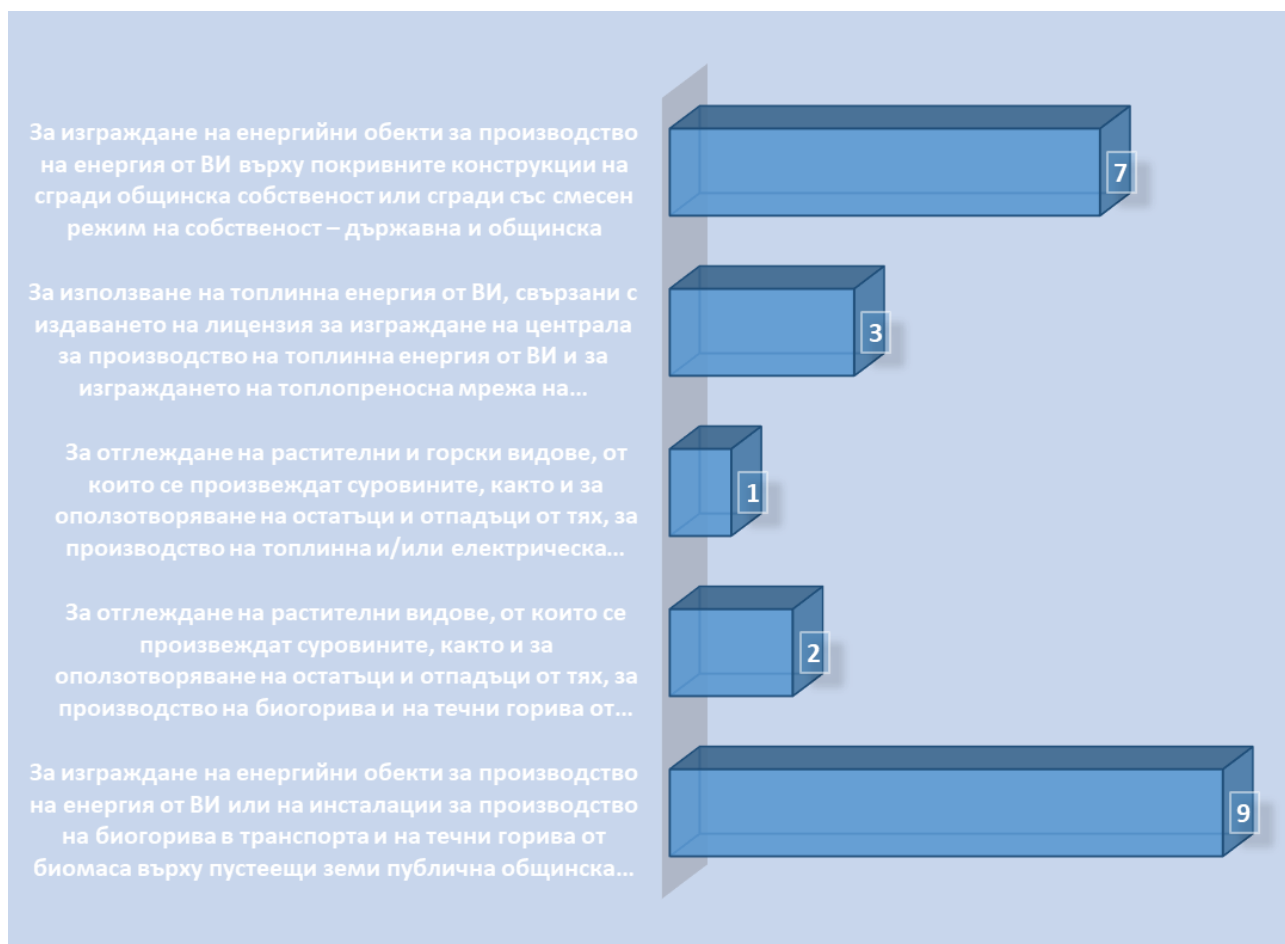 За изграждане на енергийни обекти за производство
на енергия от ВИ върху покривните конструкции на
сгради общинска собственост или сгради със смесен
режим на собственост – държавна и общинска
7
За използване на топлинна енергия от ВИ, свързани с
издаването на лицензия за изграждане на централа
за производство на топлинна енергия от ВИ и за
изграждането на топлопреносна мрежа на...
3
За отглеждане на растителни и горски видове, от
които се произвеждат суровините, както и за
оползотворяване на остатъци и отпадъци от тях, за
производство на топлинна и/или електрическа...
1
За отглеждане на растителни видове, от които се
произвеждат суровините, както и за
оползотворяване на остатъци и отпадъци от тях, за
производство на биогорива и на течни горива от...
2
За изграждане на енергийни обекти за производство
на енергия от ВИ или на инсталации за производство
на биогорива в транспорта и на течни горива от
биомаса върху пустеещи земи публична общинска...
9